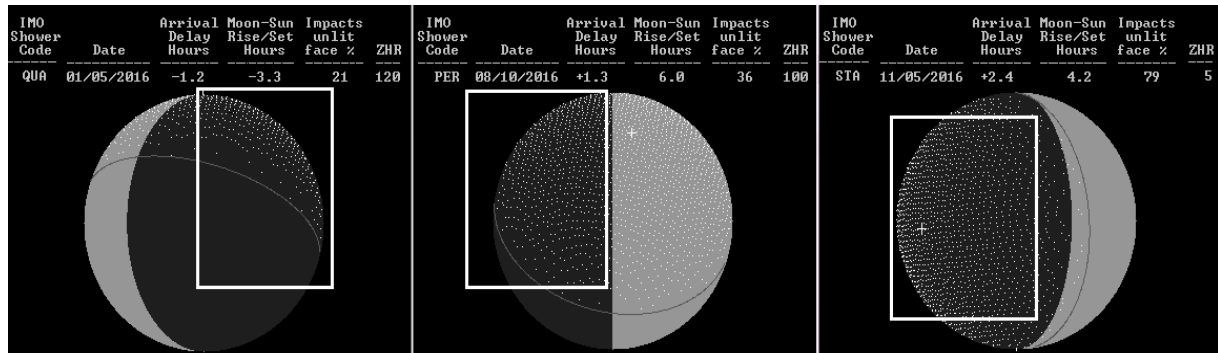 IMO Arrival Moon-Sun Impacts
Shower Delay Rise/Set unlit
Code Date Hours Hours face % ZHR
QUA 01/05/2016 -1.2 -3.3 21 120
IMO Arrival Moon-Sun Impacts
Shower Delay Rise/Set unlit
Code Date Hours Hours face % ZHR
PER 08/10/2016 +1.3 6.0 36 100
IMO Arrival Moon-Sun Impacts
Shower Delay Rise/Set unlit
Code Date Hours Hours face % ZHR
STA 11/05/2016 +2.4 4.2 79 5